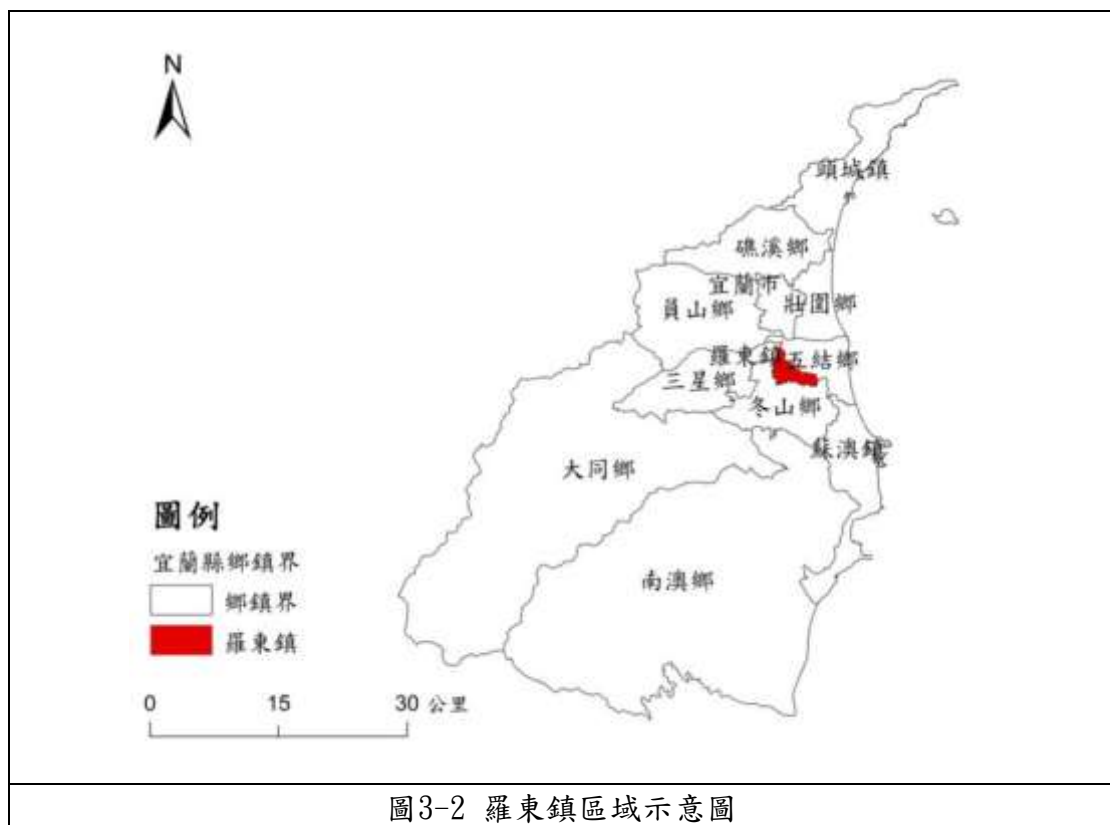 N
頭城鎮
礁溪鄉
宜蘭市
員山鄉
壯圍鄉
羅東鎮
五結鄉
三星鄉
冬山鄉
蘇澳鎮
大同鄉
南澳鄉
圖例
宜蘭縣鄉鎮界
鄉鎮界
羅東鎮
0 15 30 公里
圖3-2 羅東鎮區域示意圖